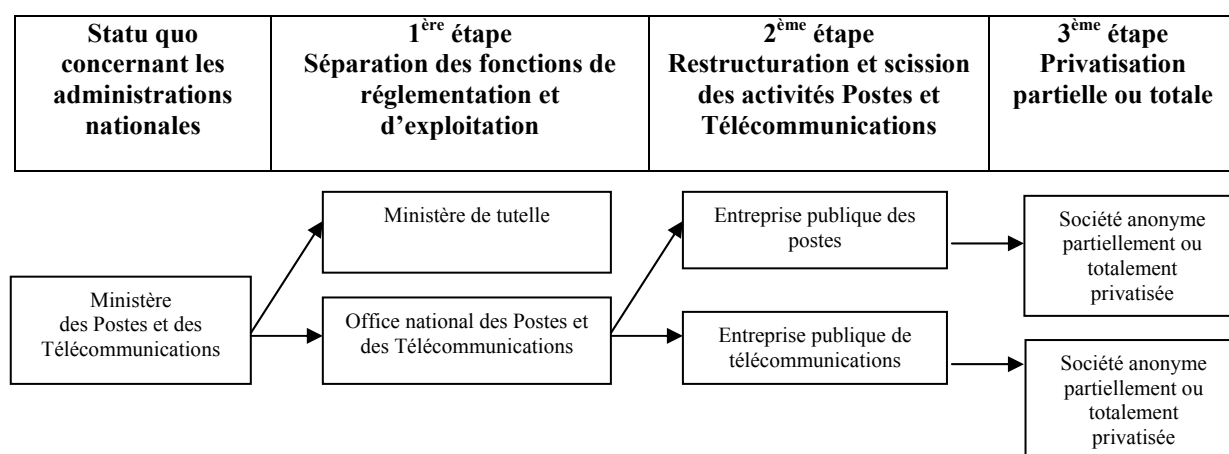 Statu quo
concernant les
administrations
nationales
1ère étape
Séparation des fonctions de
réglementation et
d’exploitation
2ème étape
Restructuration et scission
des activités Postes et
Télécommunications
3ème étape
Privatisation
partielle ou totale
Ministère
des Postes et des
Télécommunications
Ministère de tutelle
Office national des Postes et
des Télécommunications
Entreprise publique des
postes
Entreprise publique de
télécommunications
Société anonyme
partiellement ou
totalement
privatisée
Société anonyme
partiellement ou
totalement
privatisée